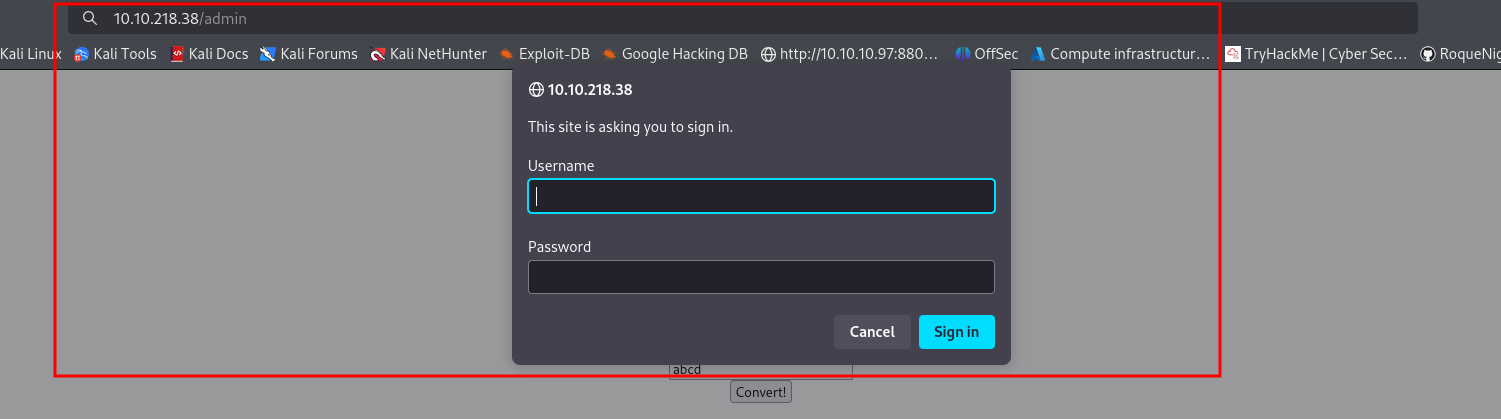 10.10.218.38/admin
Kali Linux Kali Tools Kali Docs Kali Forums Kali NetHunter Exploit-DB Google Hacking DB http://10.10.10.97:880… OffSec Compute infrastructur… TryHackMe | Cyber Sec… RoqueNig
10.10.218.38
This site is asking you to sign in.
Username
Password
Cancel Sign in
abcd
Convert!